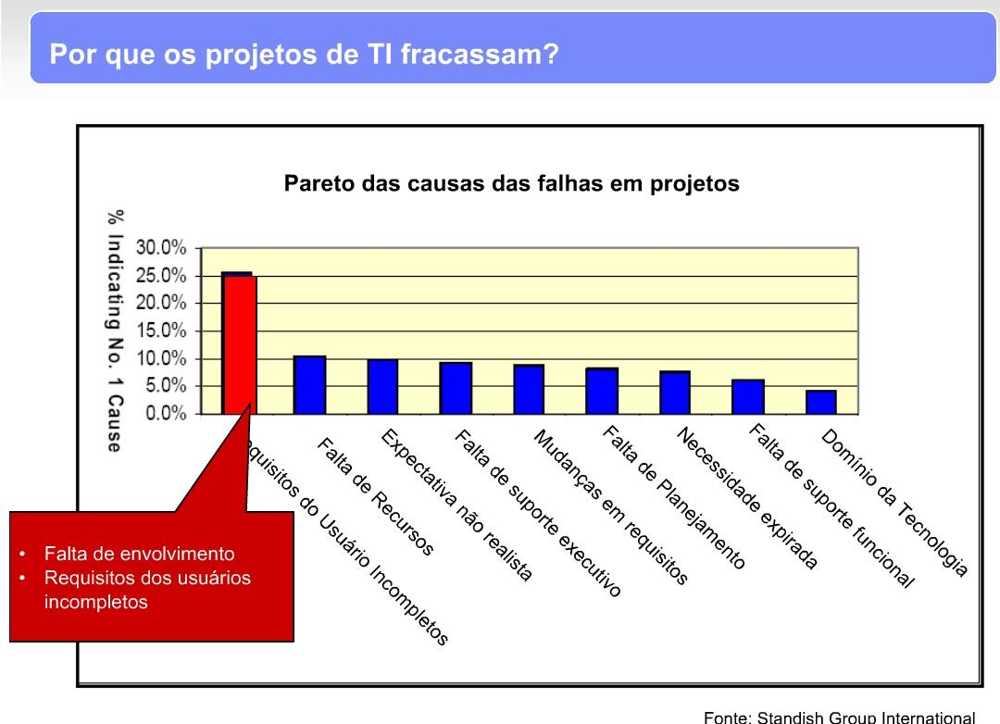 Por que os projetos de TI fracassam?
Pareto das causas das falhas em projetos
% Indicating No. 1 Cause
30.0%
25.0%
20.0%
15.0%
10.0%
5.0%
0.0%
equisitos do Usuário Incompletos
Falta de Recursos
Expectativa não realista
Falta de suporte executivo
Mudanças em requisitos
Falta de Planejamento
Necessidade expirada
Falta de suporte funcional
Domínio da Tecnologia
• Falta de envolvimento
• Requisitos dos usuários
incompletos
Fonte: Standish Group International